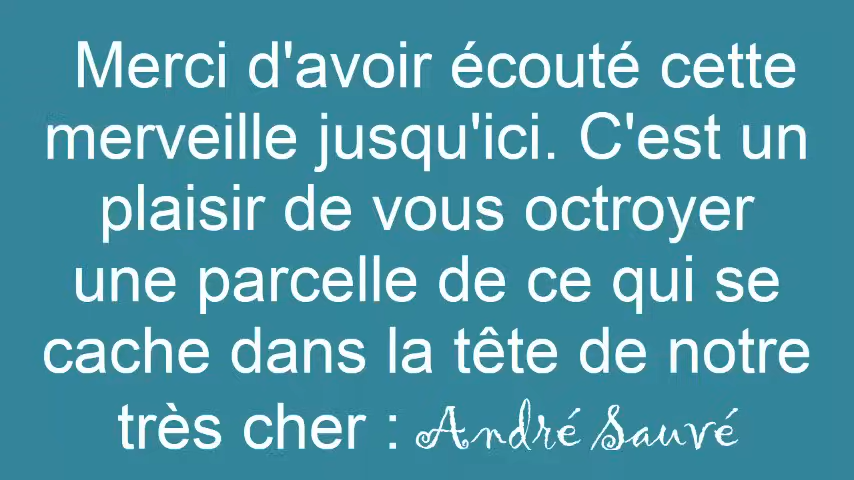 Merci d'avoir écouté cette
merveille jusqu'ici. C'est un
plaisir de vous octroyer
une parcelle de ce qui se
cache dans la tête de notre
très cher : André Sauvé